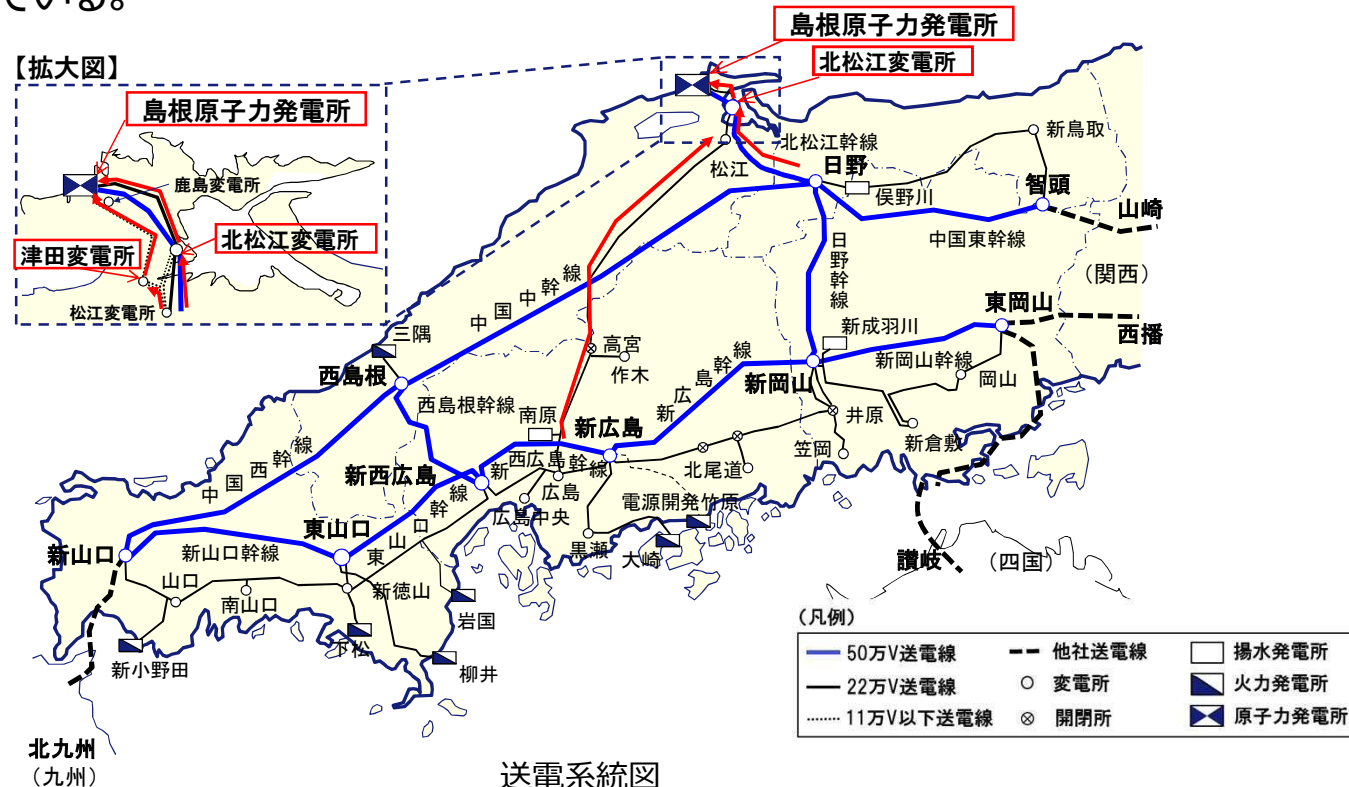 ている。
島根原子力発電所
北松江変電所
【拡大図】
島根原子力発電所
鹿島変電所
北松江変電所
津田変電所
松江変電所
新鳥取
北松江幹線
松江
日野
俣野川
智頭
山崎
中国東幹線
(関西)
日野幹線
中国中幹線
三隅
高宮
作木
新成羽川
東岡山
西播
新岡山幹線
岡山
西島根
新広島幹線
新岡山
西島根幹線
南原
新広島
井原
新倉敷
笠岡
北尾道
中国西幹線
新西広島
新西広島幹線
広島
広島中央
電源開発竹原
東山口
東山口幹線
黒瀬
大崎
新山口
新山口幹線
讃岐
(四国)
山口
南山口
新徳山
岩国
下松
柳井
新小野田
北九州
(九州)
(凡例)
50万V送電線
他社送電線
揚水発電所
22万V送電線
変電所
火力発電所
11万V以下送電線
開閉所
原子力発電所
送電系統図